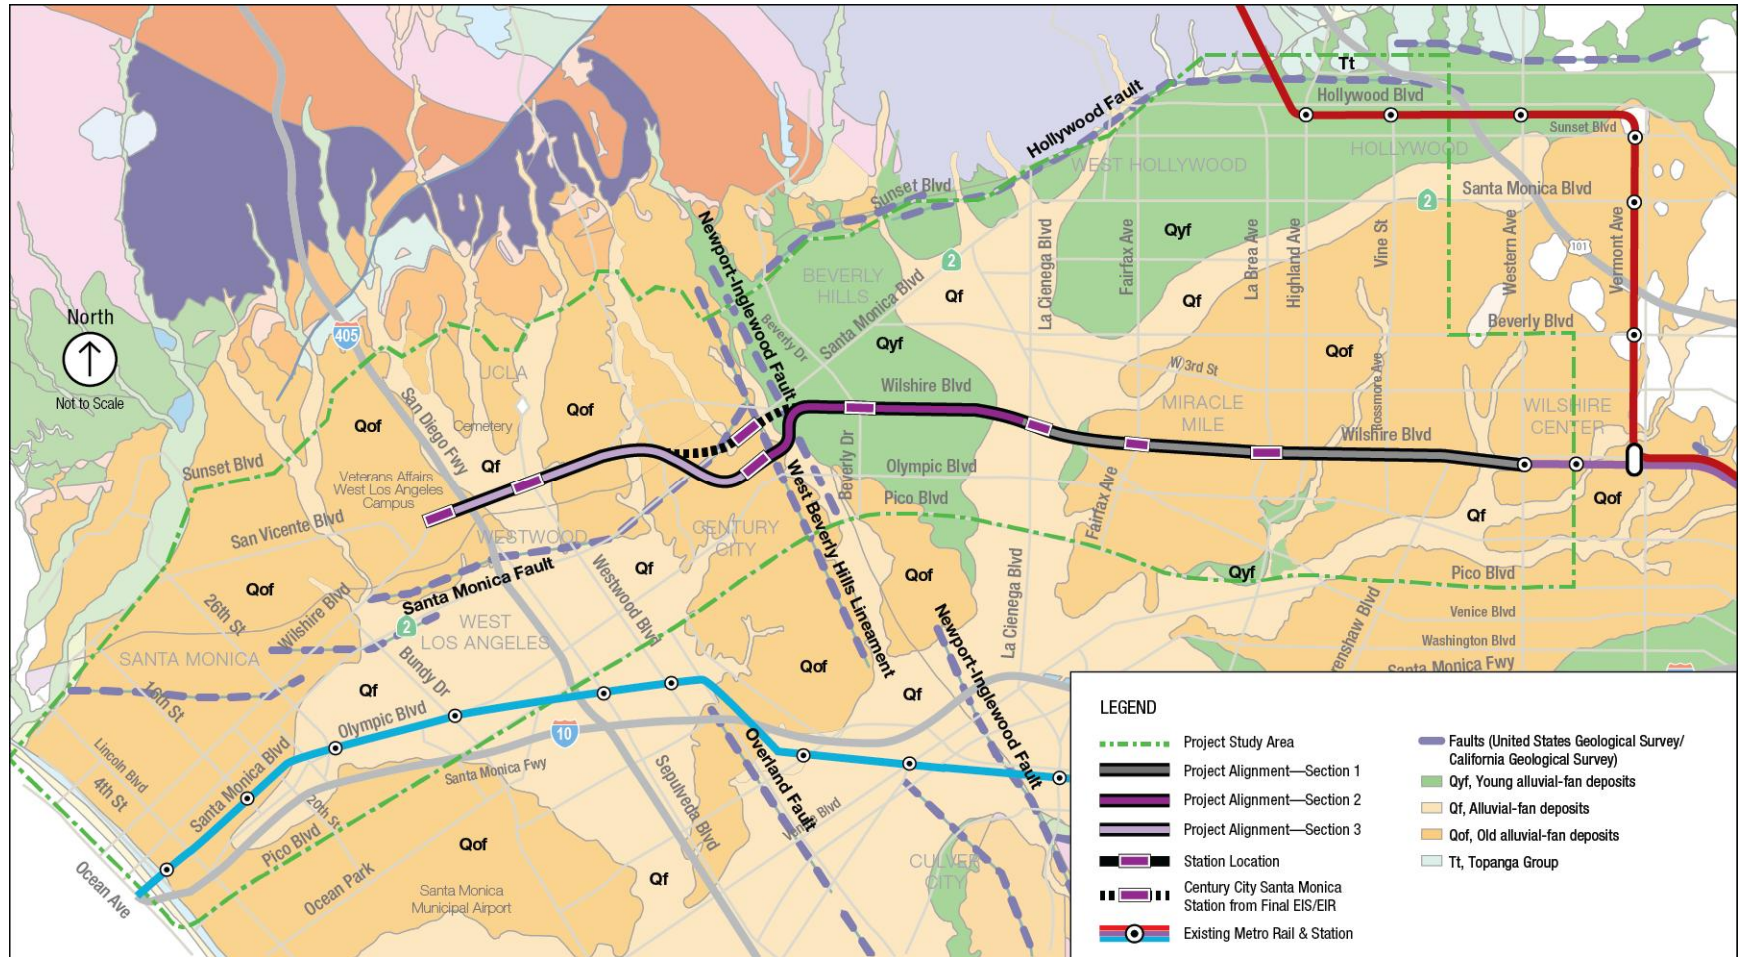 Hollywood Fault
Tt
Hollywood Blvd
Sunset Blvd
WEST HOLLYWOOD
HOLLYWOOD
Sunset Blvd
Santa Monica Blvd
2
Newport-Inglewood Fault
Qyf
La Cienega Blvd
Fairfax Ave
La Brea Ave
Highland Ave
Vine St
Western Ave
101
Vermont Ave
2
BEVERLY
HILLS
Santa Monica Blvd
Qf
Qf
North
Not to Scale
405
Beverly Dr
Qyf
Beverly Blvd
Qof
W 3rd St
Rossmore Ave
UCLA
Wilshire Blvd
San Diego Fwy
Qof
Qof
Cemetery
MIRACLE
MILE
WILSHIRE
CENTER
Wilshire Blvd
Sunset Blvd
Qf
Veterans Affairs
West Los Angeles
Campus
Beverly Dr
Olympic Blvd
Pico Blvd
West Beverly Hills Lineament
Fairfax Ave
Qof
Qf
San Vicente Blvd
WESTWOOD
CENTURY
CITY
Qf
Westwood Blvd
Santa Monica Fault
Qof
Qof
Qyf
Pico Blvd
26th St
Wilshire Blvd
2
WEST
LOS ANGELES
La Cienega Blvd
Newport-Inglewood Fault
Venice Blvd
Washington Blvd
Santa Monica Fwy
SANTA MONICA
Bundy Dr
Qof
Qf
16th St
Qf
Olympic Blvd
10
Overland Fault
Lincoln Blvd
4th St
Santa Monica Blvd
Santa Monica Fwy
20th St
Sepulveda Blvd
Pico Blvd
Qof
CULVER
CITY
Ocean Ave
Ocean Park
Santa Monica
Municipal Airport
Qf
LEGEND
Project Study Area
Project Alignment—Section 1
Project Alignment—Section 2
Project Alignment—Section 3
Station Location
Century City Santa Monica
Station from Final EIS/EIR
Existing Metro Rail & Station
Faults (United States Geological Survey/
California Geological Survey)
Qyf, Young alluvial-fan deposits
Qf, Alluvial-fan deposits
Qof, Old alluvial-fan deposits
Tt, Topanga Group